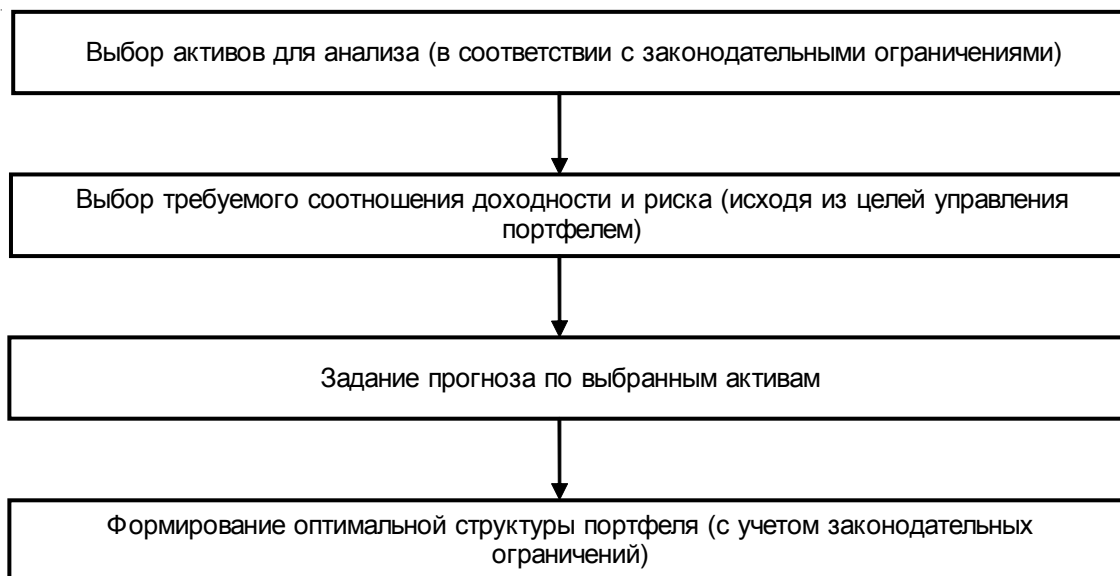 Выбор активов для анализа (в соответствии с законодательными ограничениями)
Выбор требуемого соотношения доходности и риска (исходя из целей управления
портфелем)
Задание прогноза по выбранным активам
Формирование оптимальной структуры портфеля (с учетом законодательных
ограничений)